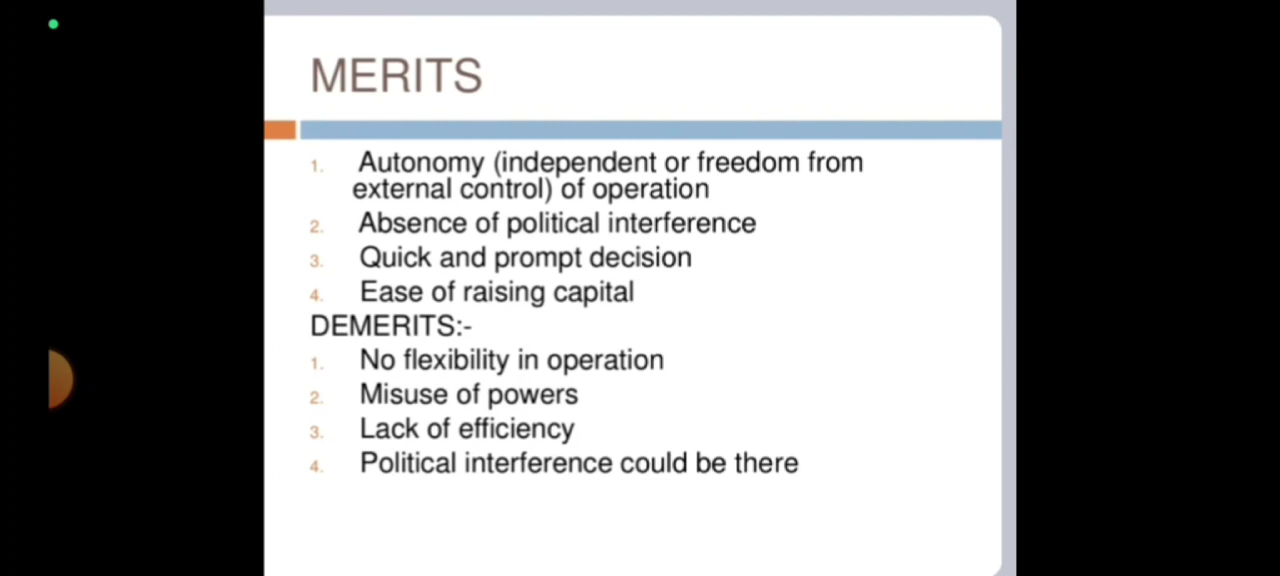 MERITS
1. Autonomy (independent or freedom from
external control) of operation
2. Absence of political interference
3. Quick and prompt decision
4. Ease of raising capital
DEMERITS:-
1. No flexibility in operation
2. Misuse of powers
3. Lack of efficiency
4. Political interference could be there